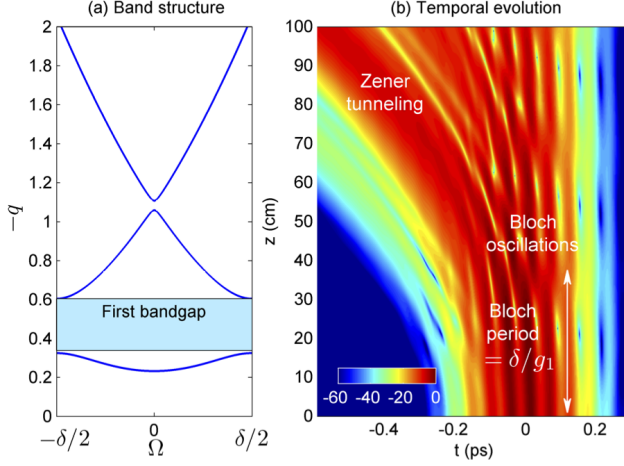 (a) Band structure
2
1.8
1.6
1.4
1.2
1
0.8
0.6
0.4
0.2
0
−q
First bandgap
−δ/2
0
δ/2
Ω
(b) Temporal evolution
100
90
80
70
60
50
40
30
20
10
0
z (cm)
Zener
tunneling
Bloch
oscillations
Bloch
period
= δ/g₁
-60 -40 -20 0
-0.4 -0.2 0 0.2
t (ps)